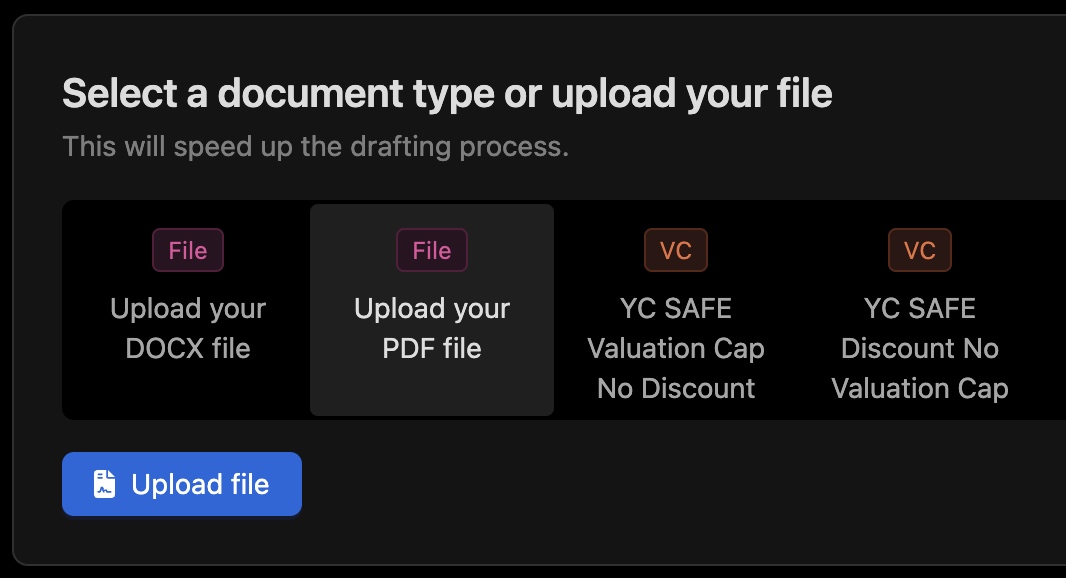 Select a document type or upload your file
This will speed up the drafting process.
File
Upload your
DOCX file
File
Upload your
PDF file
VC
YC SAFE
Valuation Cap
No Discount
VC
YC SAFE
Discount No
Valuation Cap
Upload file